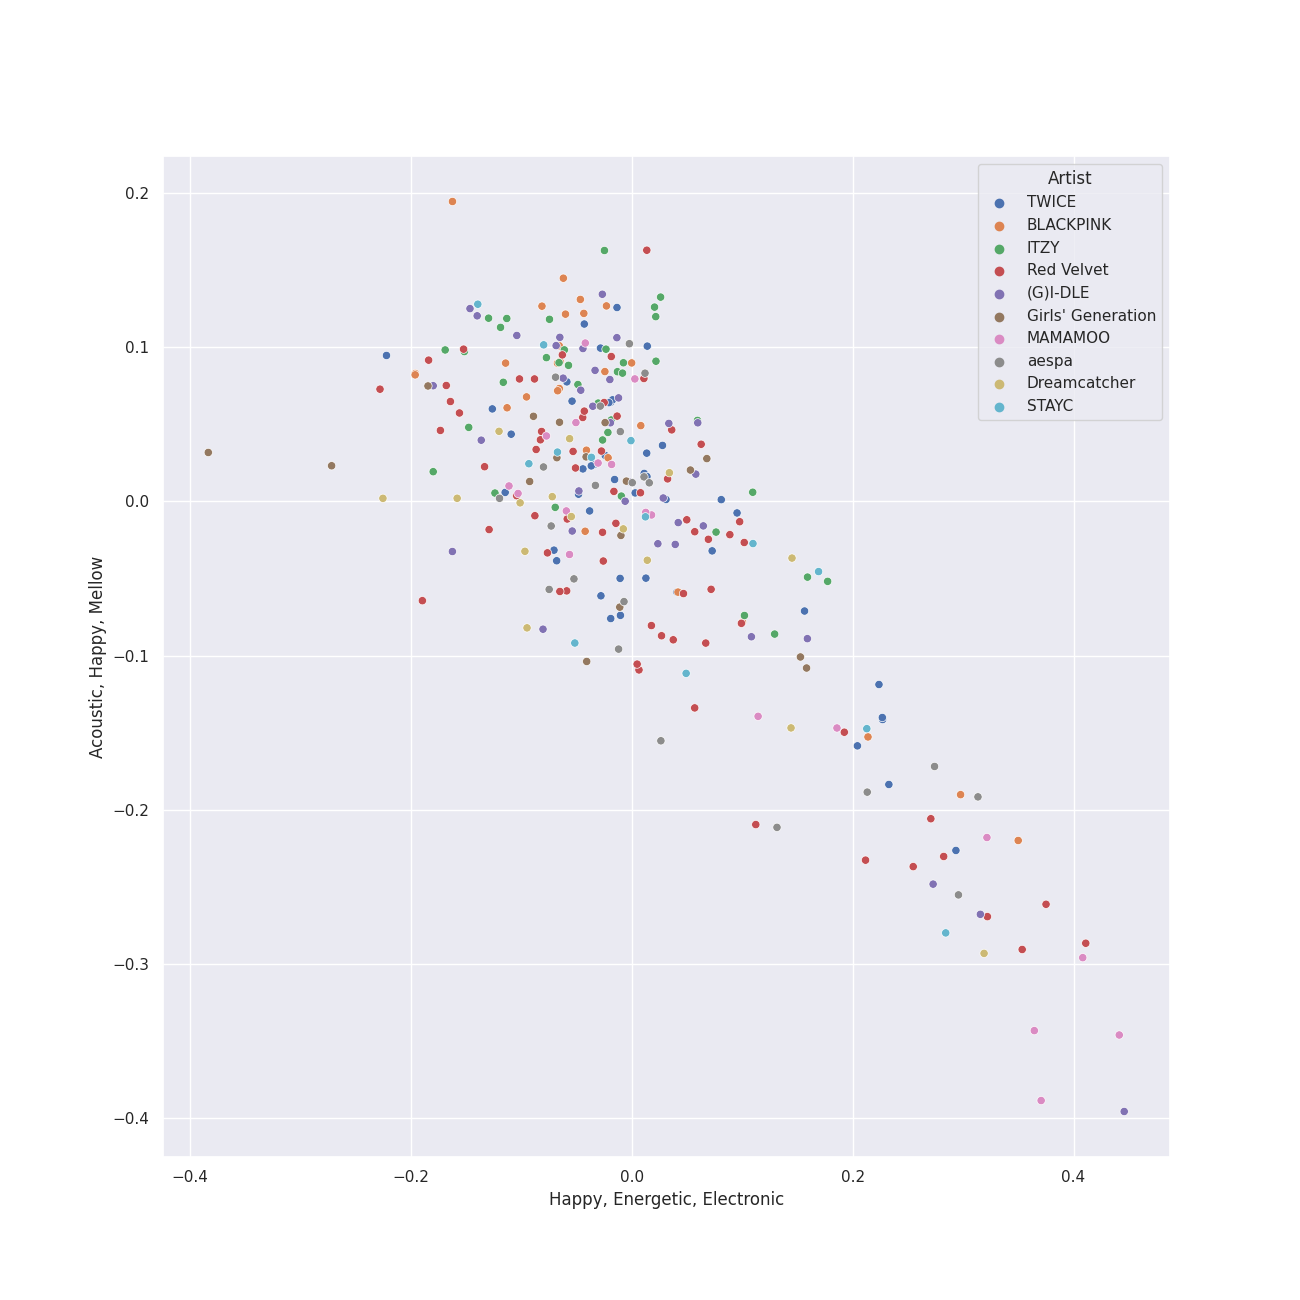 Artist
TWICE
BLACKPINK
ITZY
Red Velvet
(G)I-DLE
Girls' Generation
MAMAMOO
aespa
Dreamcatcher
STAYC
0.2
0.1
0.0
−0.1
−0.2
−0.3
−0.4
Acoustic, Happy, Mellow
−0.4
−0.2
0.0
0.2
0.4
Happy, Energetic, Electronic